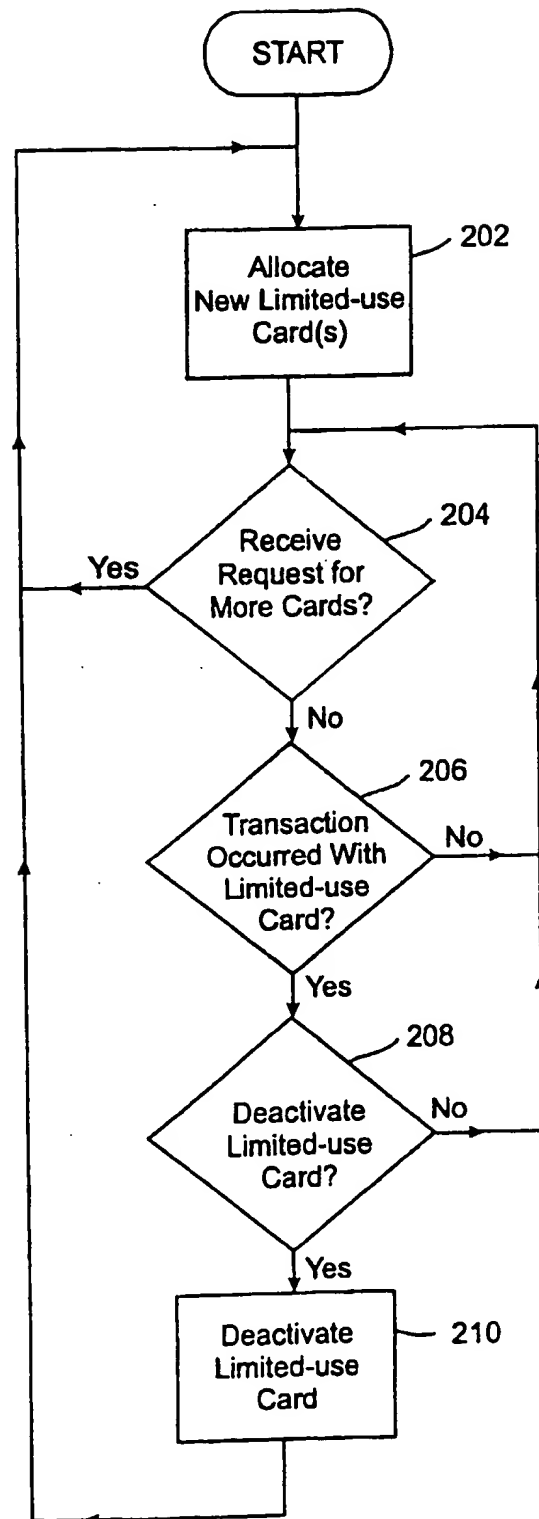 START
202
Allocate
New Limited-use
Card(s)
204
Receive
Request for
More Cards?
Yes
No
206
Transaction
Occurred With
Limited-use
Card?
No
Yes
208
Deactivate
Limited-use
Card?
No
Yes
210
Deactivate
Limited-use
Card